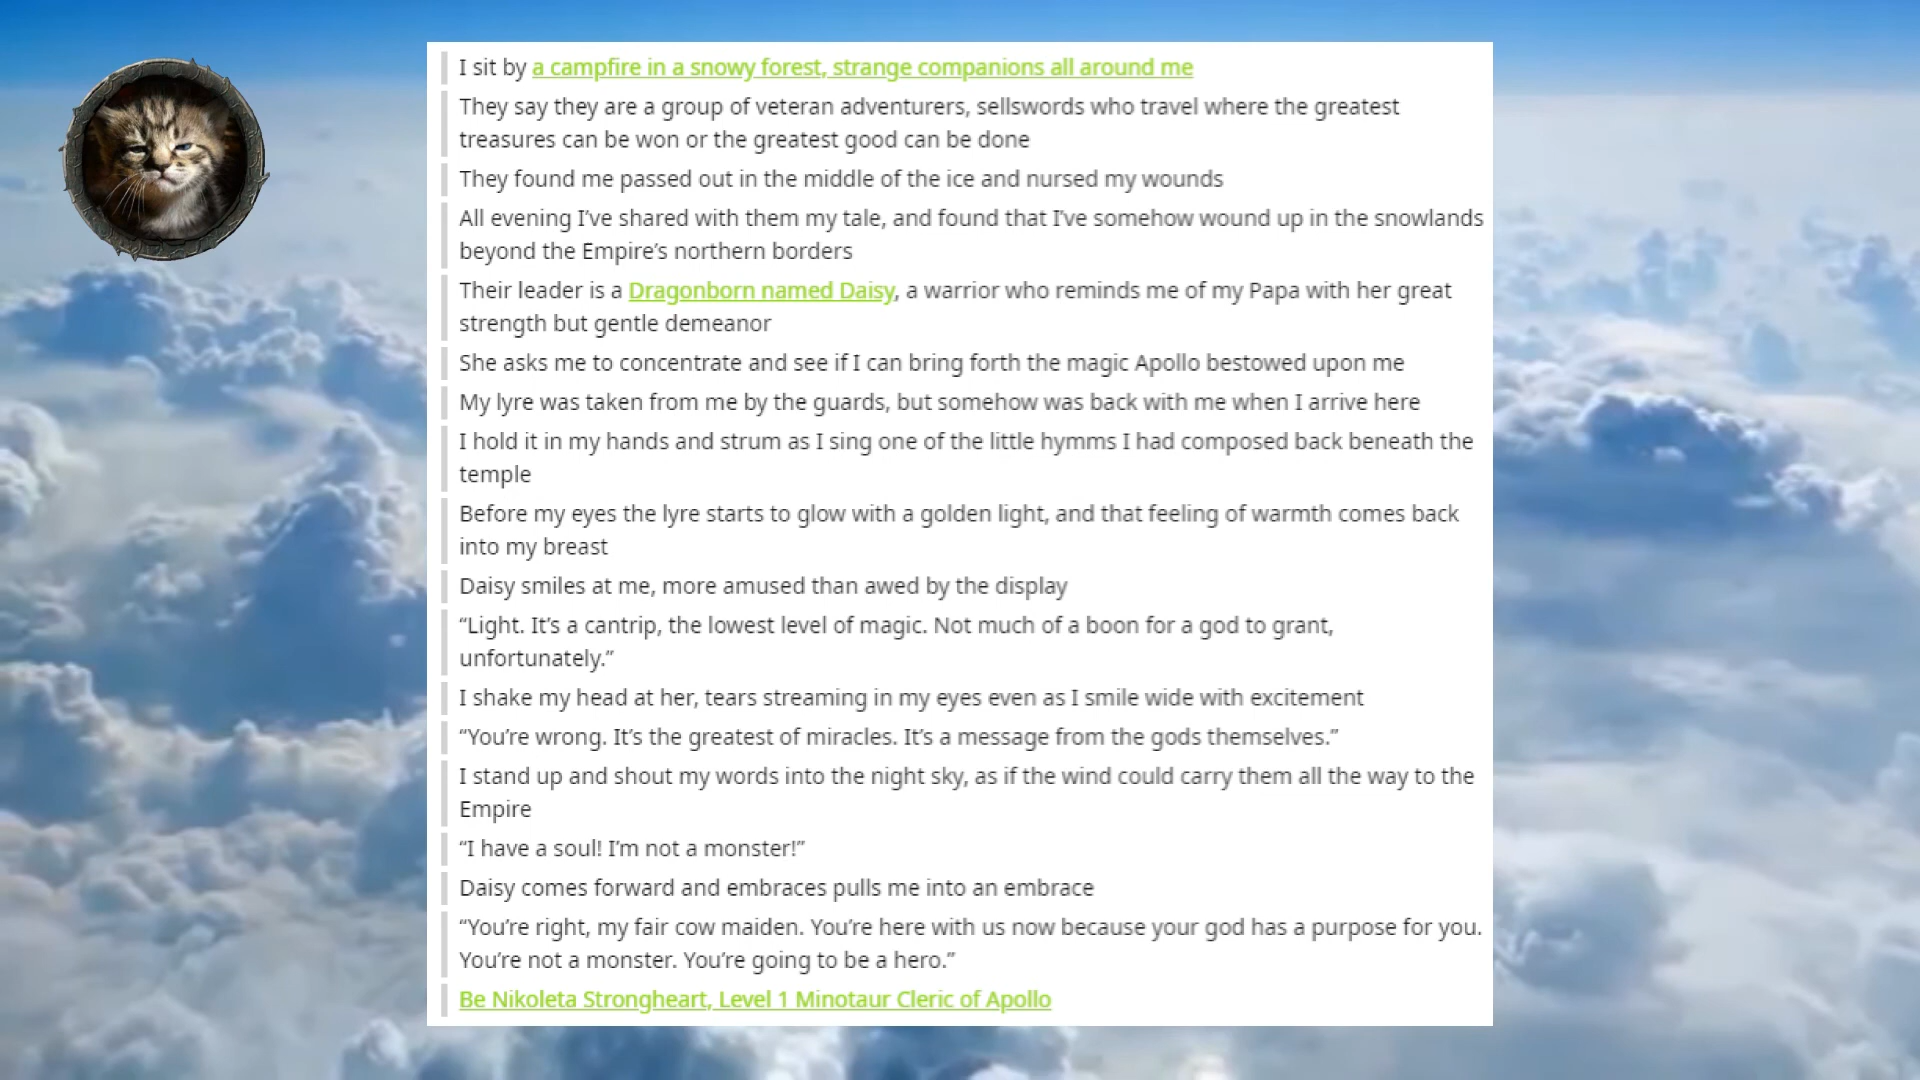 I sit by a campfire in a snowy forest, strange companions all around me
They say they are a group of veteran adventurers, sellswords who travel where the greatest
treasures can be won or the greatest good can be done
They found me passed out in the middle of the ice and nursed my wounds
All evening I’ve shared with them my tale, and found that I’ve somehow wound up in the snowlands
beyond the Empire’s northern borders
Their leader is a Dragonborn named Daisy, a warrior who reminds me of my Papa with her great
strength but gentle demeanor
She asks me to concentrate and see if I can bring forth the magic Apollo bestowed upon me
My lyre was taken from me by the guards, but somehow was back with me when I arrive here
I hold it in my hands and strum as I sing one of the little hymms I had composed back beneath the
temple
Before my eyes the lyre starts to glow with a golden light, and that feeling of warmth comes back
into my breast
Daisy smiles at me, more amused than awed by the display
“Light. It’s a cantrip, the lowest level of magic. Not much of a boon for a god to grant,
unfortunately.”
I shake my head at her, tears streaming in my eyes even as I smile wide with excitement
“You’re wrong. It’s the greatest of miracles. It’s a message from the gods themselves.”
I stand up and shout my words into the night sky, as if the wind could carry them all the way to the
Empire
“I have a soul! I’m not a monster!”
Daisy comes forward and embraces pulls me into an embrace
“You’re right, my fair cow maiden. You’re here with us now because your god has a purpose for you.
You’re not a monster. You’re going to be a hero.”
Be Nikoleta Strongheart, Level 1 Minotaur Cleric of Apollo